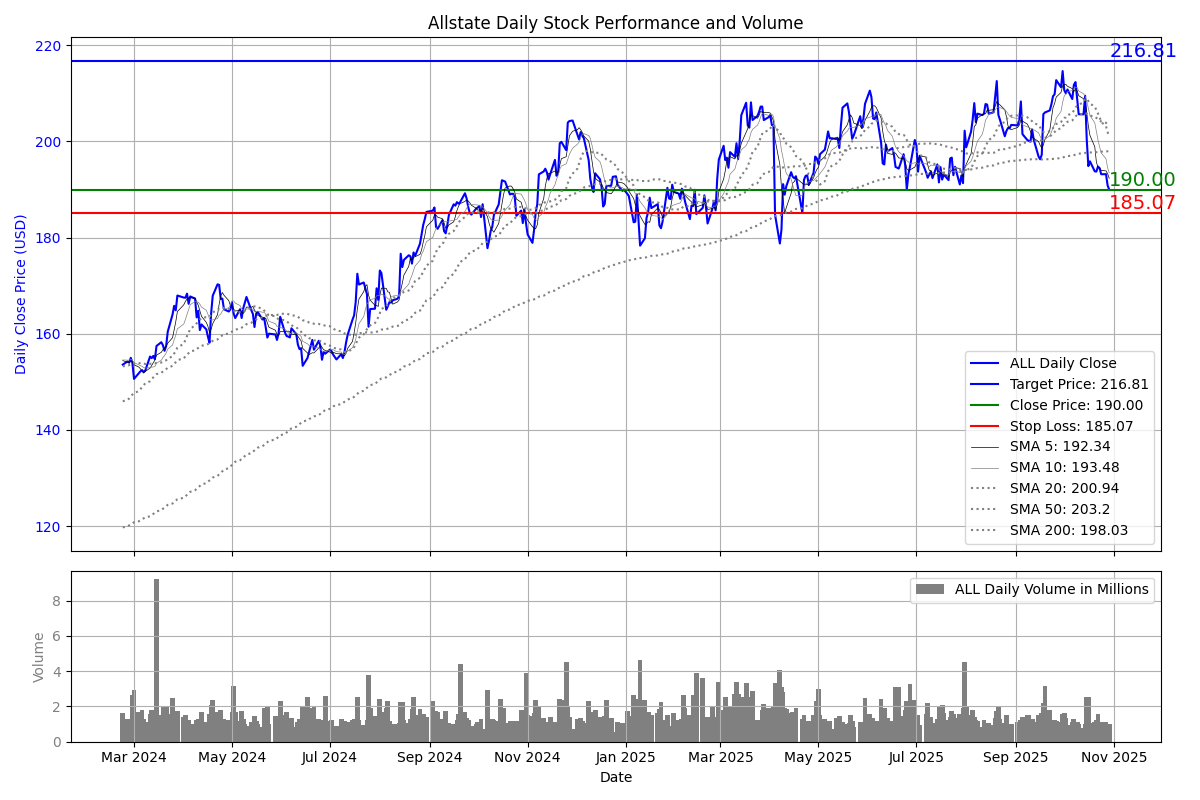 Allstate Daily Stock Performance and Volume
220
216.81
200
190.00
185.07
180
160
140
120
Daily Close Price (USD)
ALL Daily Close
Target Price: 216.81
Close Price: 190.00
Stop Loss: 185.07
SMA 5: 192.34
SMA 10: 193.48
SMA 20: 200.94
SMA 50: 203.2
SMA 200: 198.03
ALL Daily Volume in Millions
8
6
4
2
0
Volume
Mar 2024 May 2024 Jul 2024 Sep 2024 Nov 2024 Jan 2025 Mar 2025 May 2025 Jul 2025 Sep 2025 Nov 2025
Date